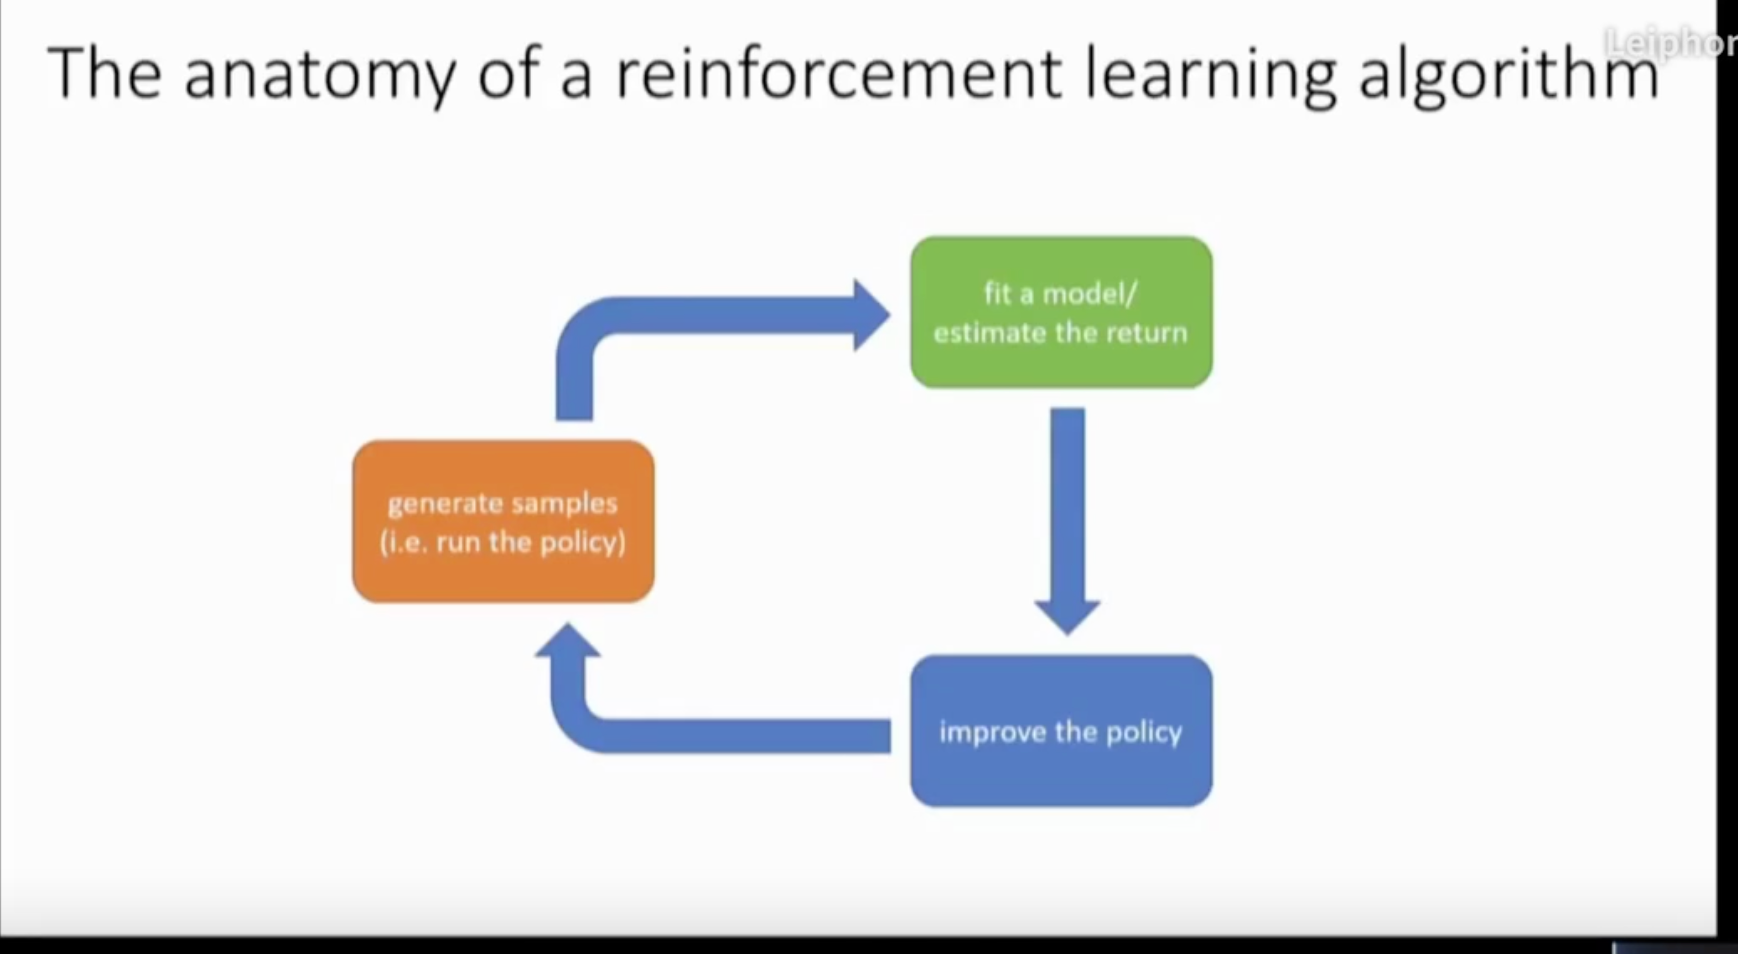 The anatomy of a reinforcement learning algorithm
fit a model/
estimate the return
generate samples
(i.e. run the policy)
improve the policy